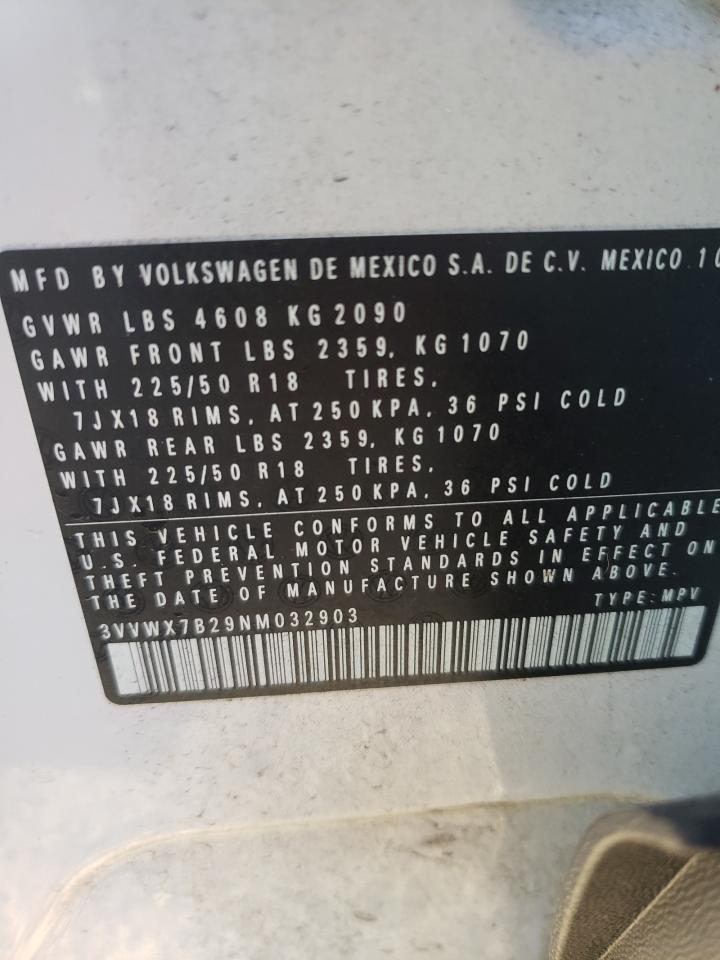 MFD BY VOLKSWAGEN DE MEXICO S.A. DE C.V. MEXICO 10
GVWR LBS 4608 KG 2090
GAWR FRONT LBS 2359, KG 1070
WITH 225/50 R18 TIRES,
7JX18 RIMS, AT 250 KPA, 36 PSI COLD
GAWR REAR LBS 2359, KG 1070
WITH 225/50 R18 TIRES,
7JX18 RIMS, AT 250 KPA, 36 PSI COLD
THIS VEHICLE CONFORMS TO ALL APPLICABLE
U.S. FEDERAL MOTOR VEHICLE SAFETY AND
THEFT PREVENTION STANDARDS IN EFFECT ON
THE DATE OF MANUFACTURE SHOWN ABOVE.
TYPE: MPV
3VVWX7B29NM032903